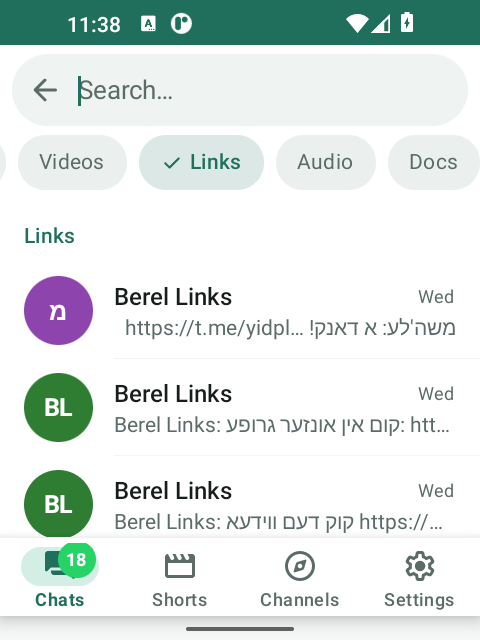 11:38
Search...
Videos
Links
Audio
Docs
Links
מ
Berel Links
Wed
משה'לע: א דאנק! https://t.me/yidpl...
BL
Berel Links
Wed
Berel Links: קום אין אונזער גרופע: htt...
BL
Berel Links
Wed
Berel Links: קוק דעם ווידעא https://...
18
Chats
Shorts
Channels
Settings